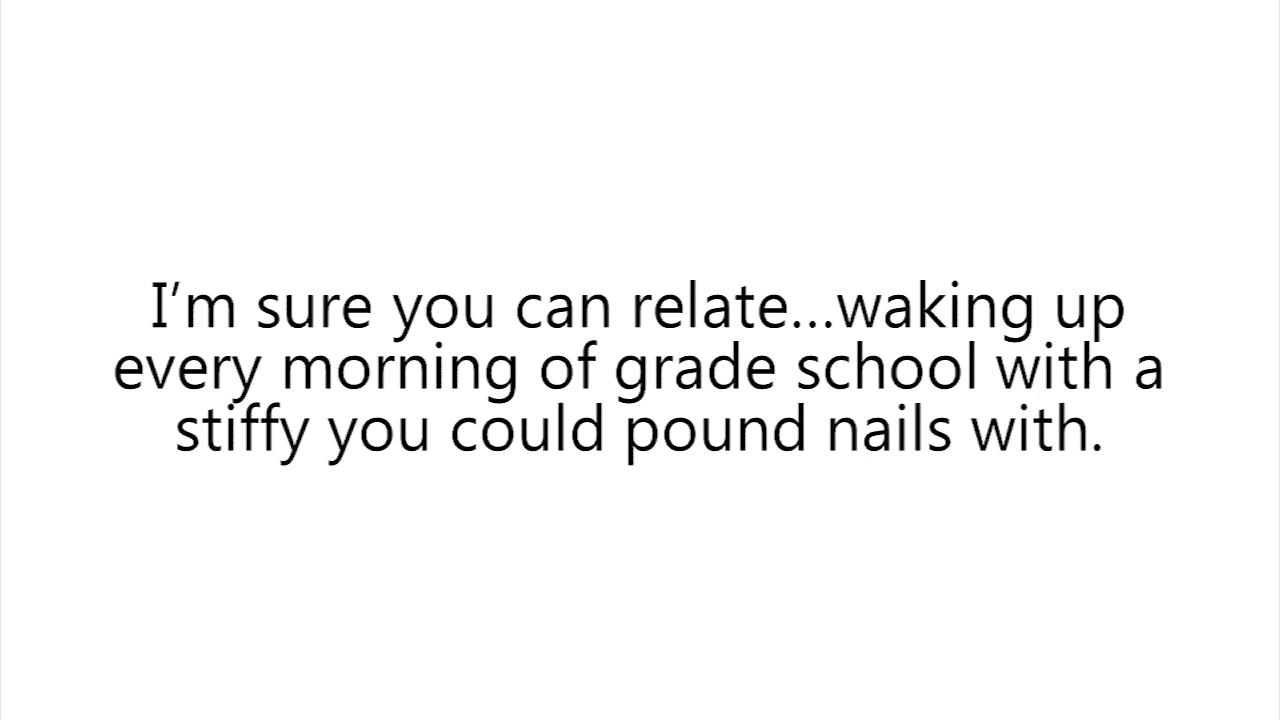 I'm sure you can relate...waking up
every morning of grade school with a
stiffy you could pound nails with.